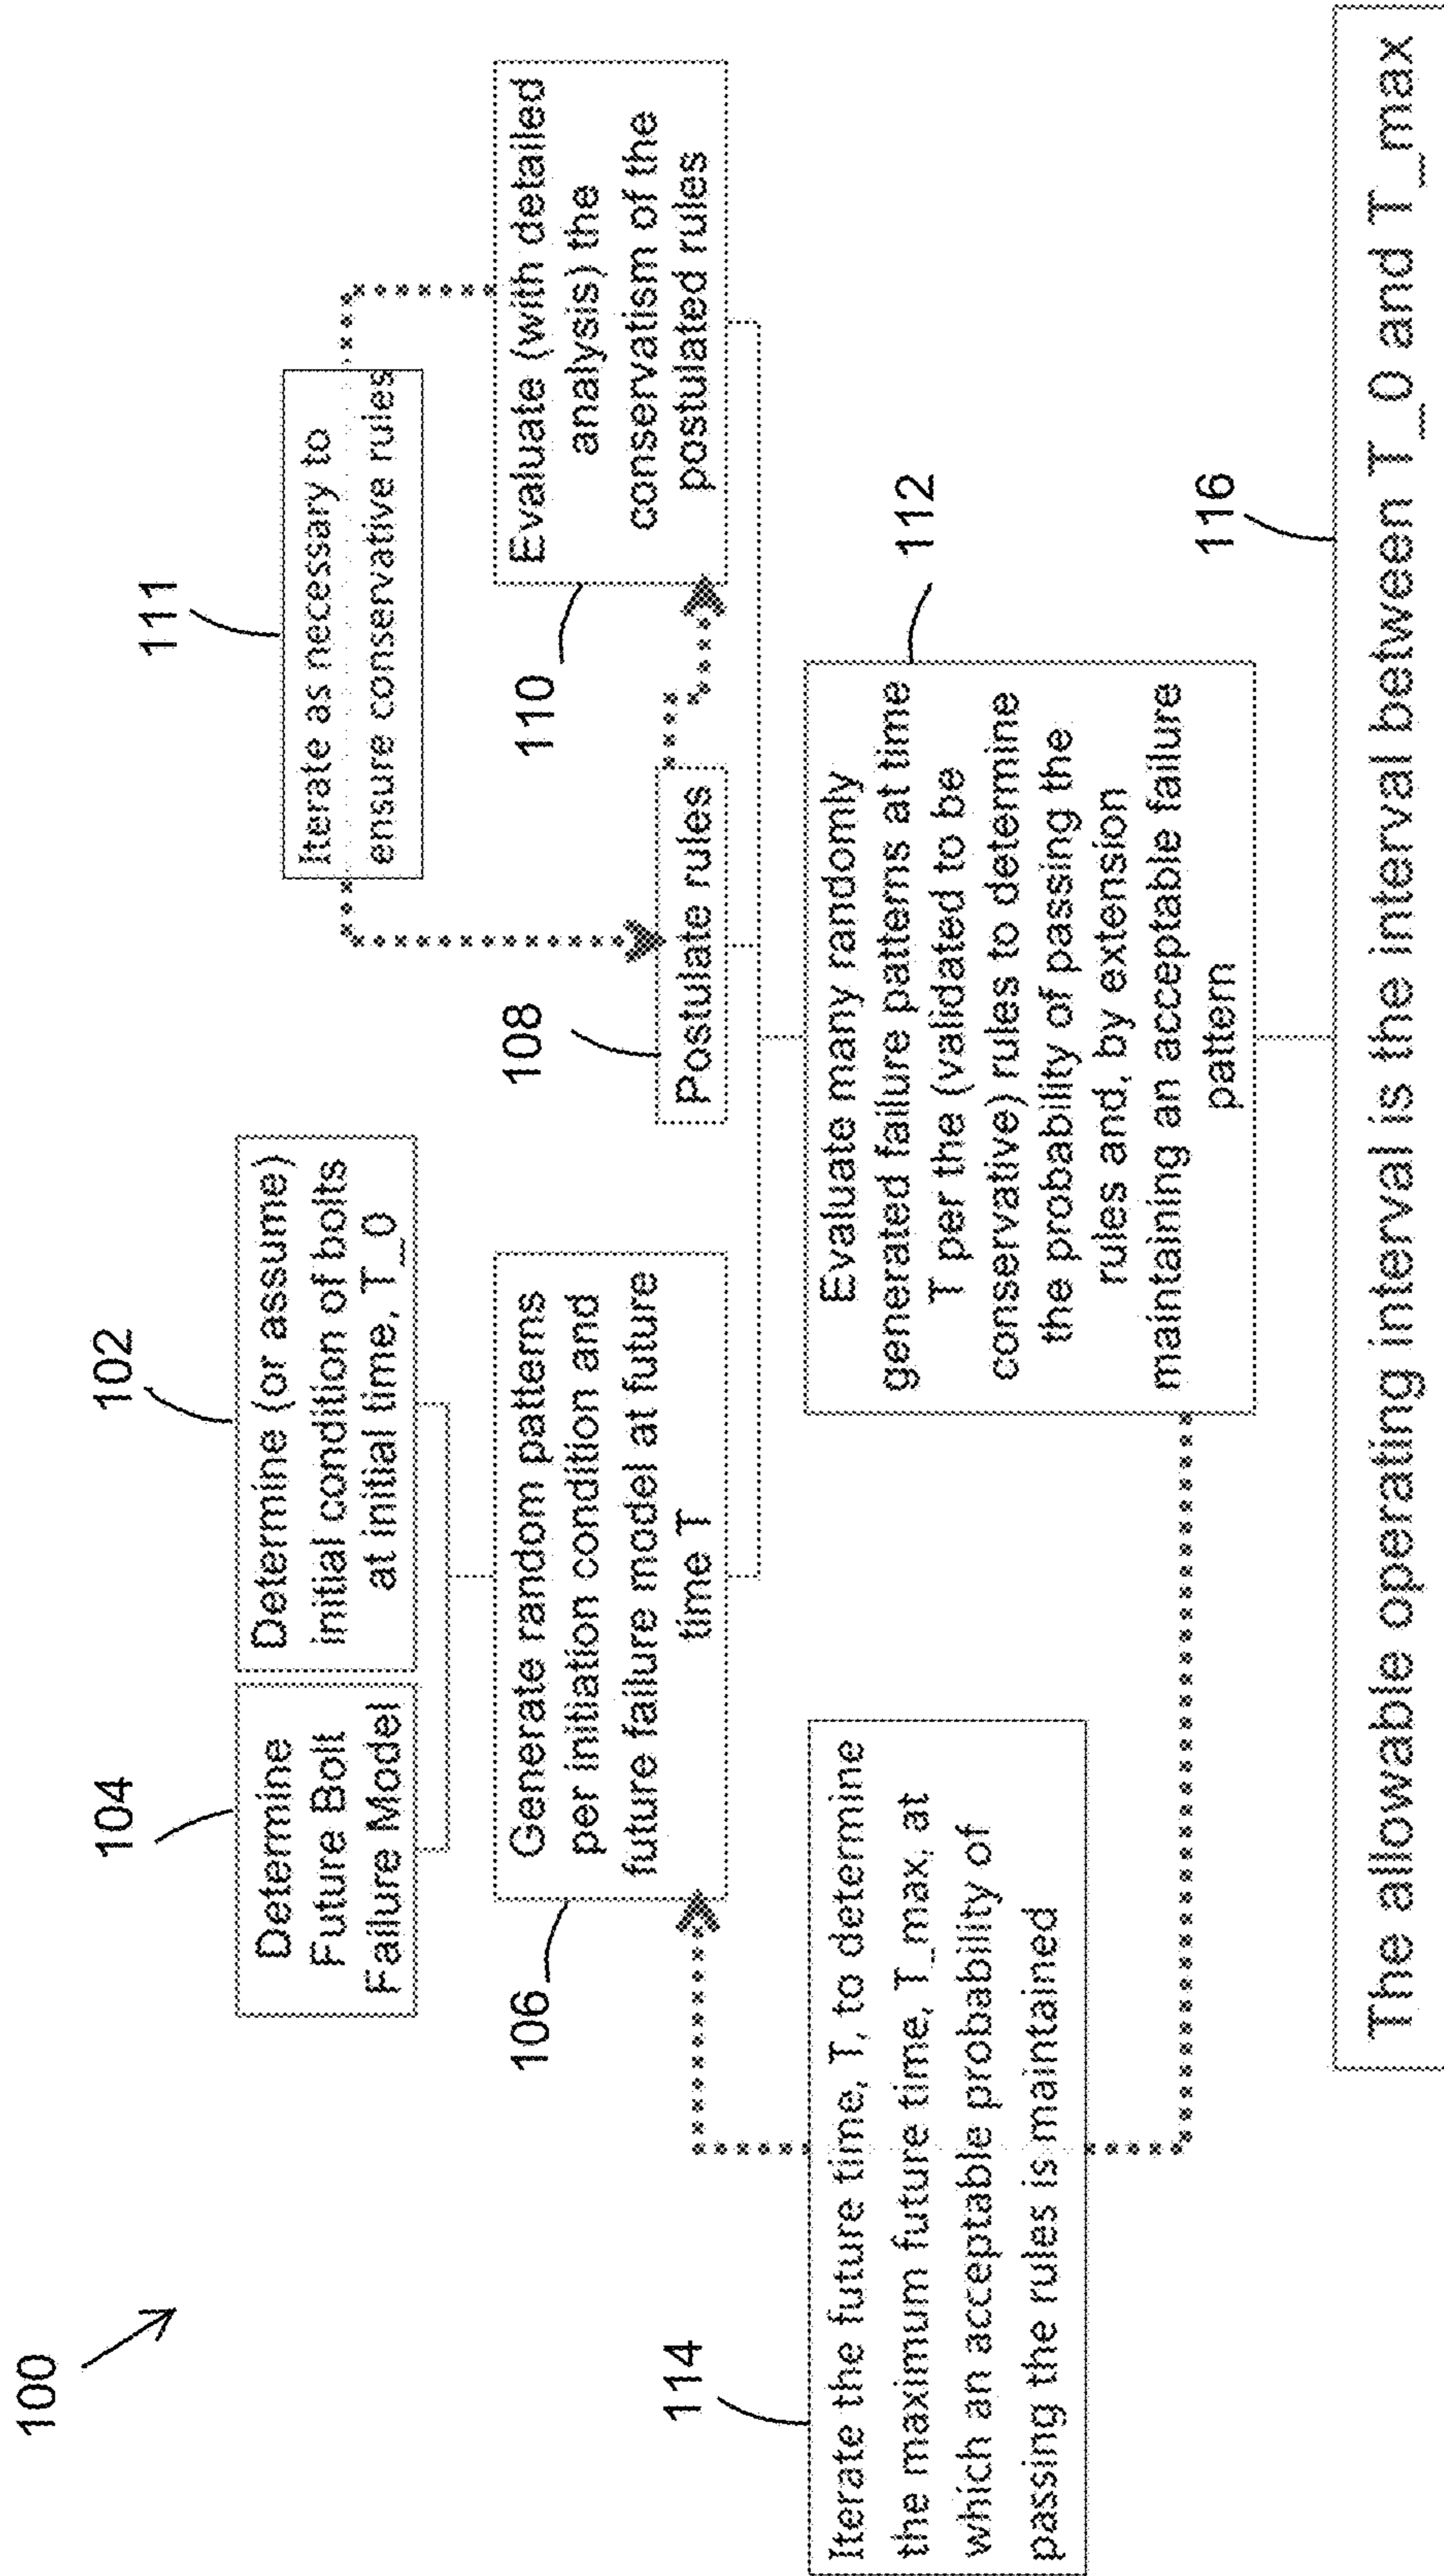 100
104
Determine
Future Bolt
Failure Model
102
Determine (or assume)
initial condition of bolts
at initial time, T_0
106
Generate random patterns
per initiation condition and
future failure model at future
time T
108
Postulate rules
111
Iterate as necessary to
ensure conservative rules
110
Evaluate (with detailed
analysis) the
conservatism of the
postulated rules
114
Iterate the future time, T, to determine
the maximum future time, T_max, at
which an acceptable probability of
passing the rules is maintained
112
Evaluate many randomly
generated failure patterns at time
T per the (validated to be
conservative) rules to determine
the probability of passing the
rules and, by extension
maintaining an acceptable failure
pattern
116
The allowable operating interval is the interval between T_0 and T_max